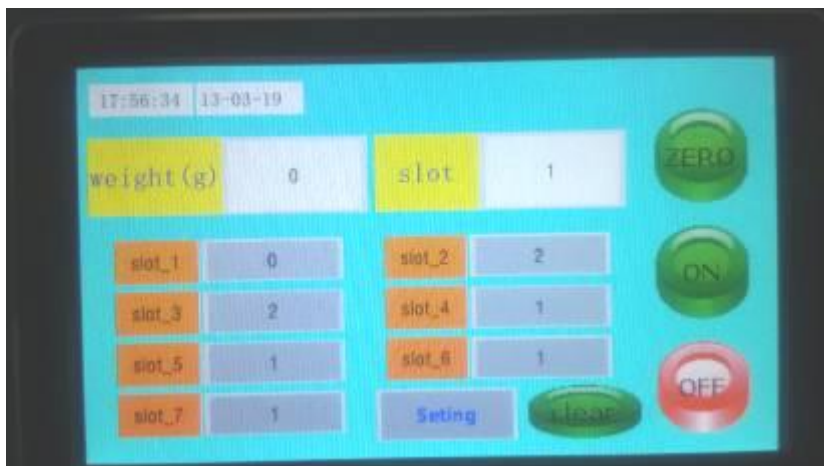 17:56:34 13-03-19
weight(g) 0 slot 1 ZERO
slot_1 0 slot_2 2 ON
slot_3 2 slot_4 1
slot_5 1 slot_6 1 OFF
slot_7 1 Seting clear